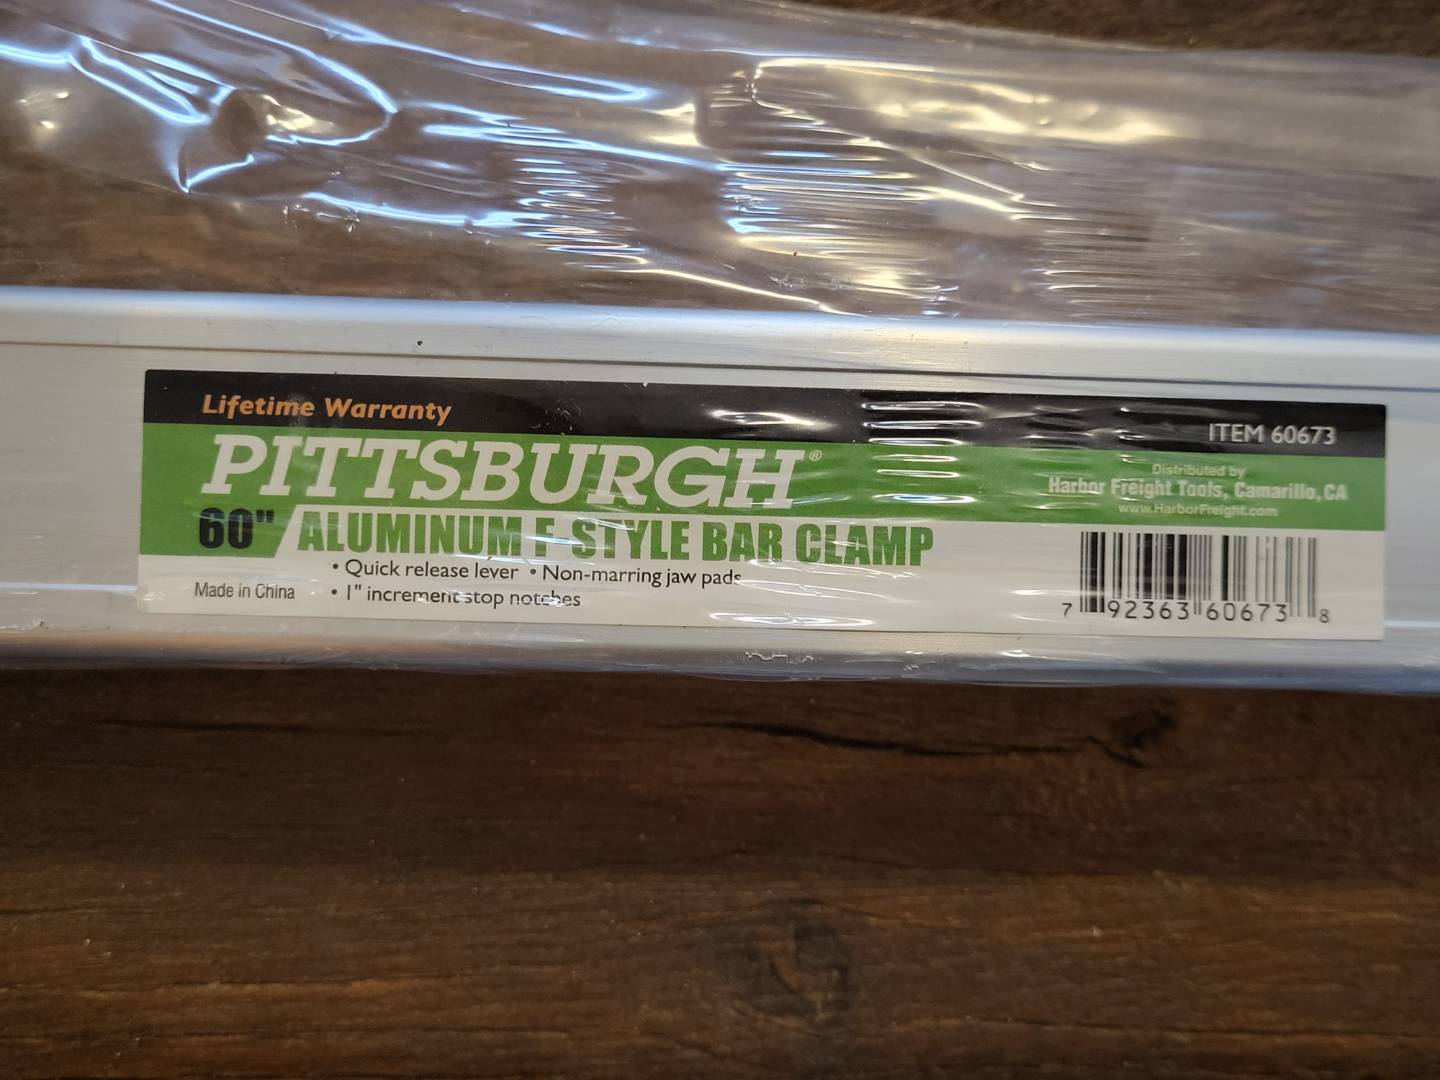 Lifetime Warranty
ITEM 60673
PITTSBURGH®
Distributed by
Harbor Freight Tools, Camarillo, CA
www.HarborFreight.com
60" ALUMINUM F-STYLE BAR CLAMP
• Quick release lever • Non-marring jaw pads
Made in China • 1" increment stop notches
7 92363 60673 8